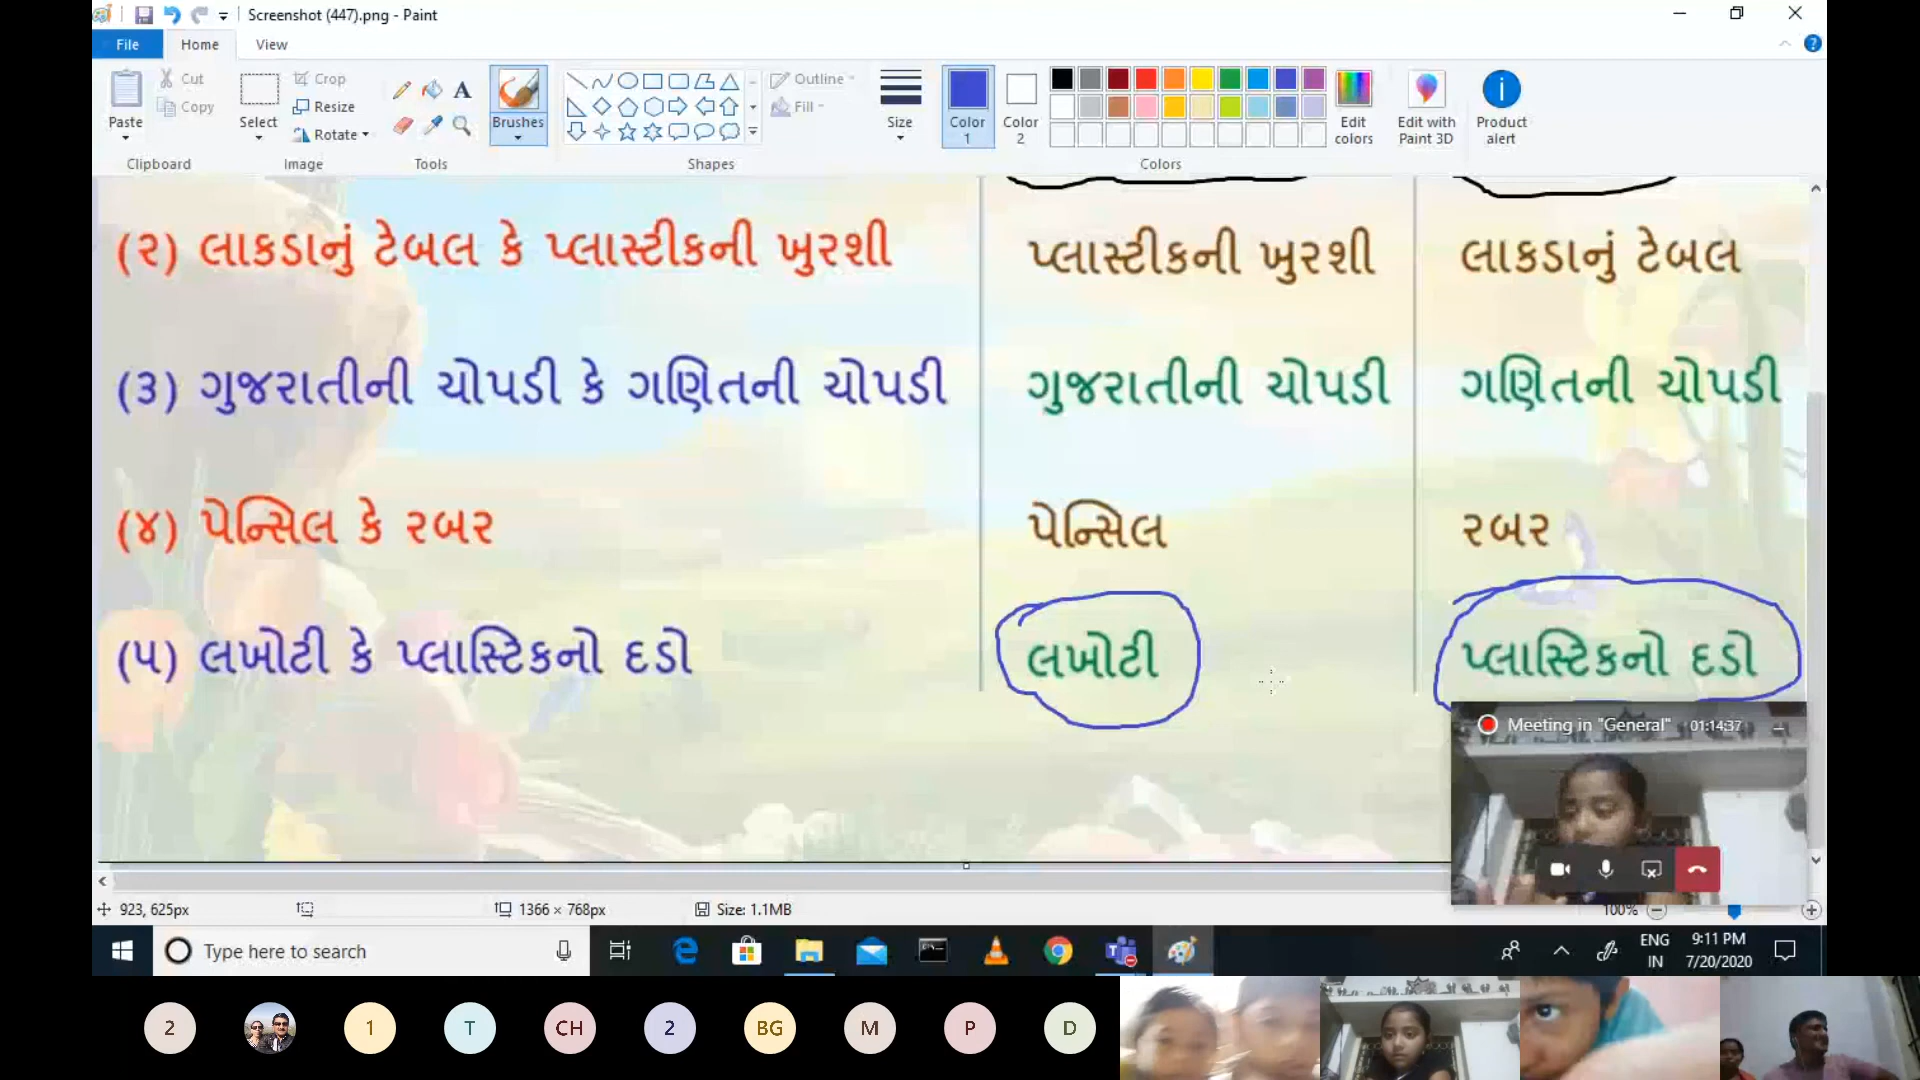 Screenshot (447).png - Paint
File Home View
Cut Crop Outline
Copy Resize Fill
Rotate
Paste Select Brushes Size Color 1 Color 2 Edit colors Edit with Paint 3D Product alert
Clipboard Image Tools Shapes Colors
(૨) લાકડાનું ટેબલ કે પ્લાસ્ટીકની ખુરશી પ્લાસ્ટીકની ખુરશી લાકડાનું ટેબલ
(૩) ગુજરાતીની ચોપડી કે ગણિતની ચોપડી ગુજરાતીની ચોપડી ગણિતની ચોપડી
(૪) પેન્સિલ કે રબર પેન્સિલ રબર
(૫) લખોટી કે પ્લાસ્ટિકનો દડો લખોટી પ્લાસ્ટિકનો દડો
Meeting in "General" 01:14:37
923, 625px 1366 × 768px Size: 1.1MB 100%
Type here to search ENG IN 9:11 PM 7/20/2020
2 1 T CH 2 BG M P D